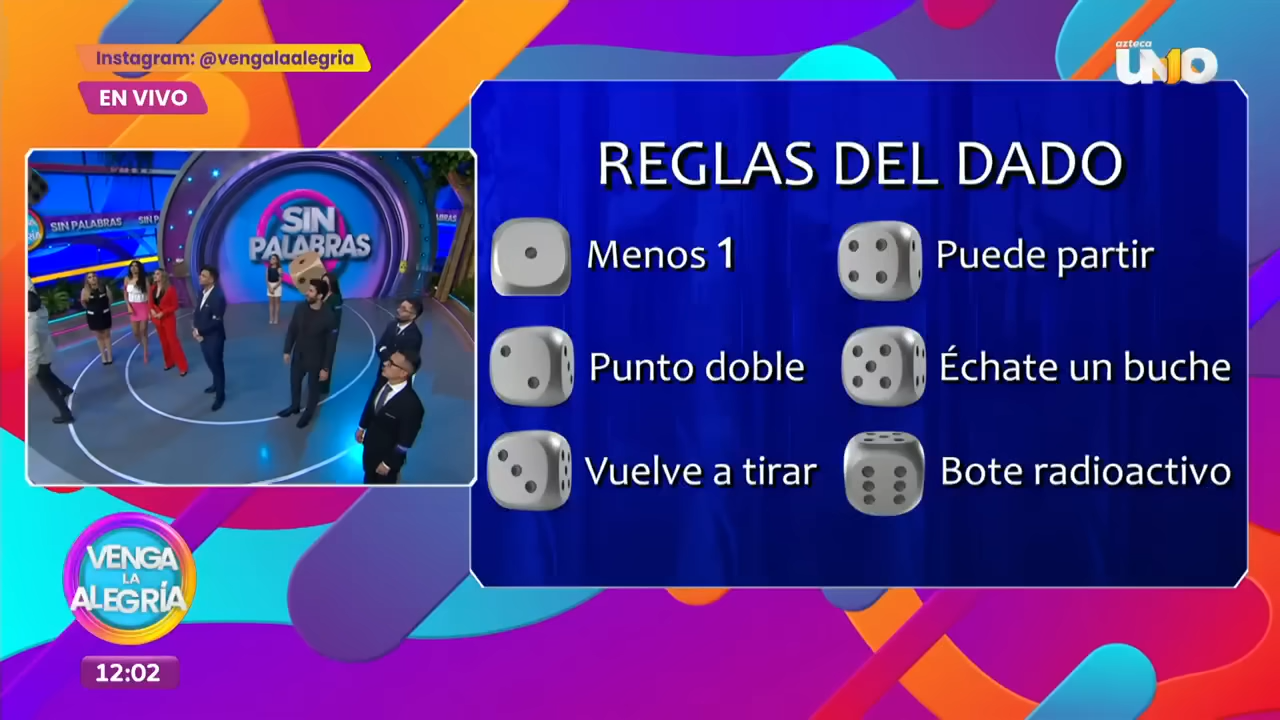 Instagram: @vengalaalegria
EN VIVO
azteca
UNO
REGLAS DEL DADO
Menos 1
Puede partir
Punto doble
Échate un buche
Vuelve a tirar
Bote radioactivo
SIN PALABRAS
SIN P
SIN
PALABRAS
VENGA
LA
ALEGRÍA
12:02